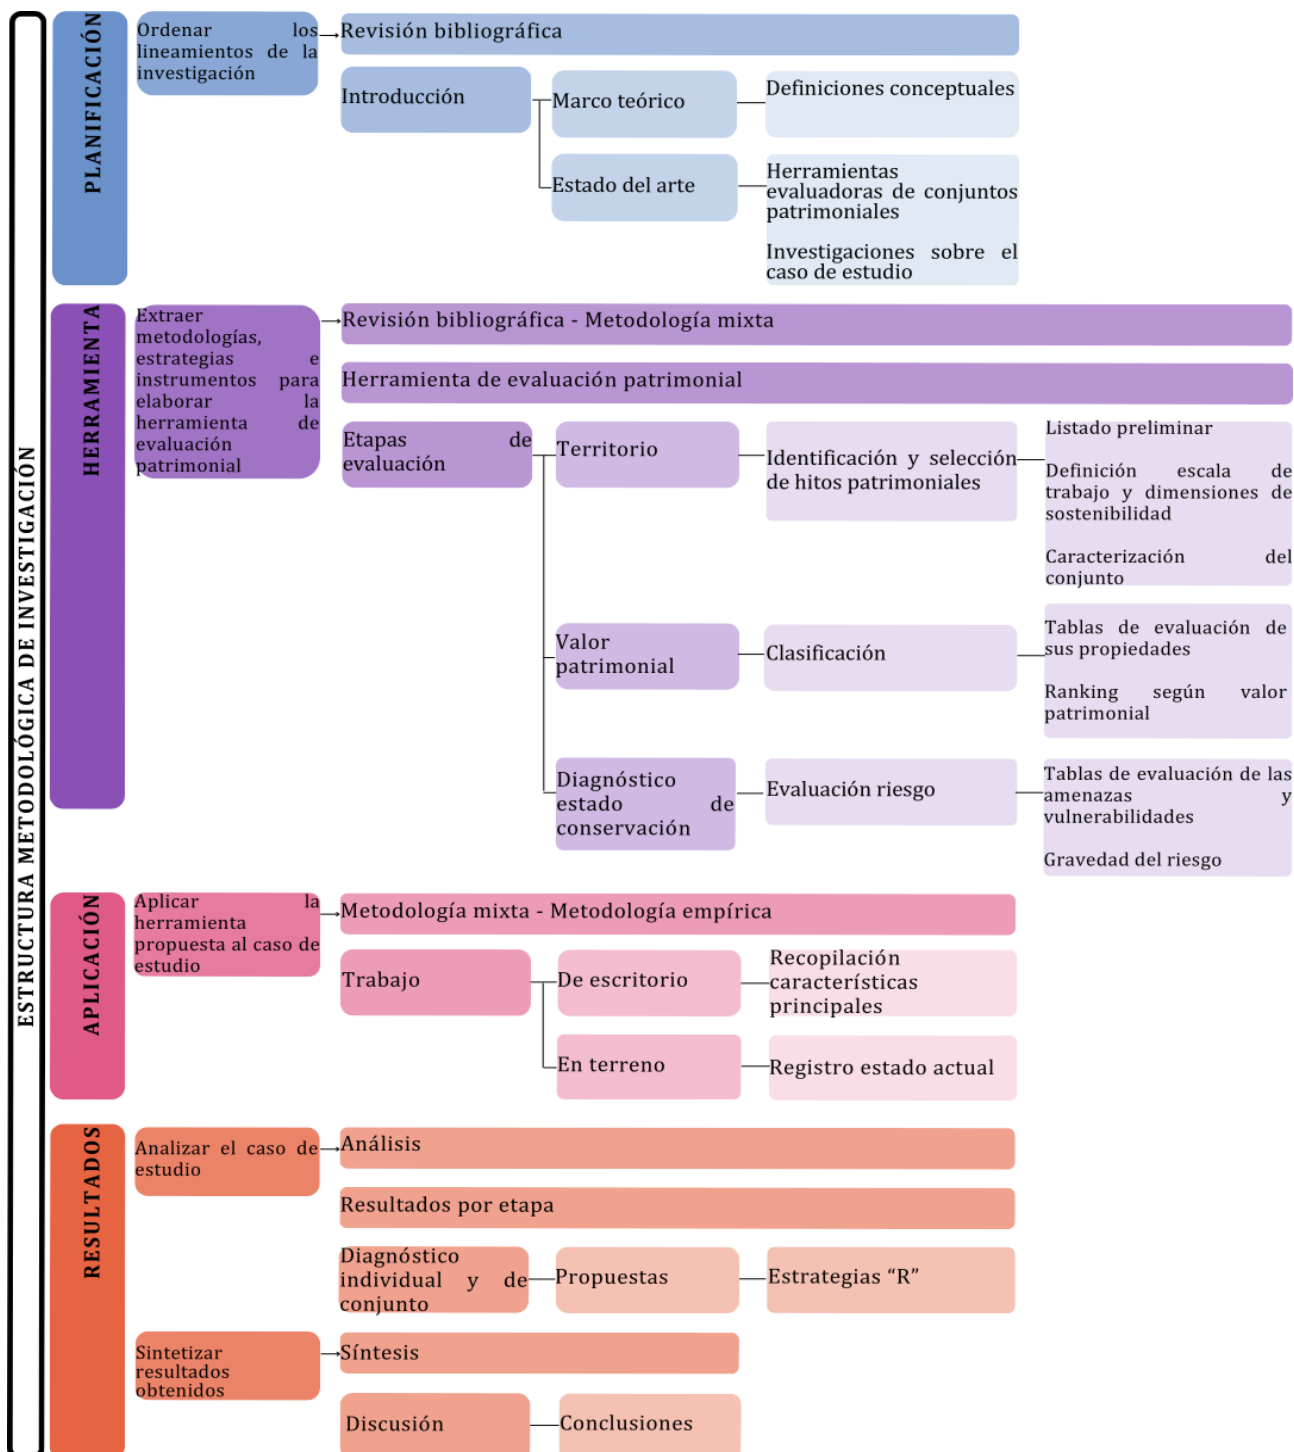 ESTRUCTURA METODOLÓGICA DE INVESTIGACIÓN
PLANIFICACIÓN
Ordenar los
lineamientos de la
investigación
Revisión bibliográfica
Introducción
Marco teórico
Definiciones conceptuales
Estado del arte
Herramientas
evaluadoras de conjuntos
patrimoniales
Investigaciones sobre el
caso de estudio
HERRAMIENTA
Extraer
metodologías,
estrategias e
instrumentos para
elaborar la
herramienta de
evaluación
patrimonial
Revisión bibliográfica - Metodología mixta
Herramienta de evaluación patrimonial
Etapas de
evaluación
Territorio
Identificación y selección
de hitos patrimoniales
Listado preliminar
Definición escala de
trabajo y dimensiones de
sostenibilidad
Caracterización del
conjunto
Valor
patrimonial
Clasificación
Tablas de evaluación de
sus propiedades
Ranking según valor
patrimonial
Diagnóstico
estado de
conservación
Evaluación riesgo
Tablas de evaluación de las
amenazas y
vulnerabilidades
Gravedad del riesgo
APLICACIÓN
Aplicar la
herramienta
propuesta al caso de
estudio
Metodología mixta - Metodología empírica
Trabajo
De escritorio
Recopilación
características
principales
En terreno
Registro estado actual
RESULTADOS
Analizar el caso de
estudio
Análisis
Resultados por etapa
Diagnóstico
individual y de
conjunto
Propuestas
Estrategias “R”
Sintetizar
resultados
obtenidos
Síntesis
Discusión
Conclusiones